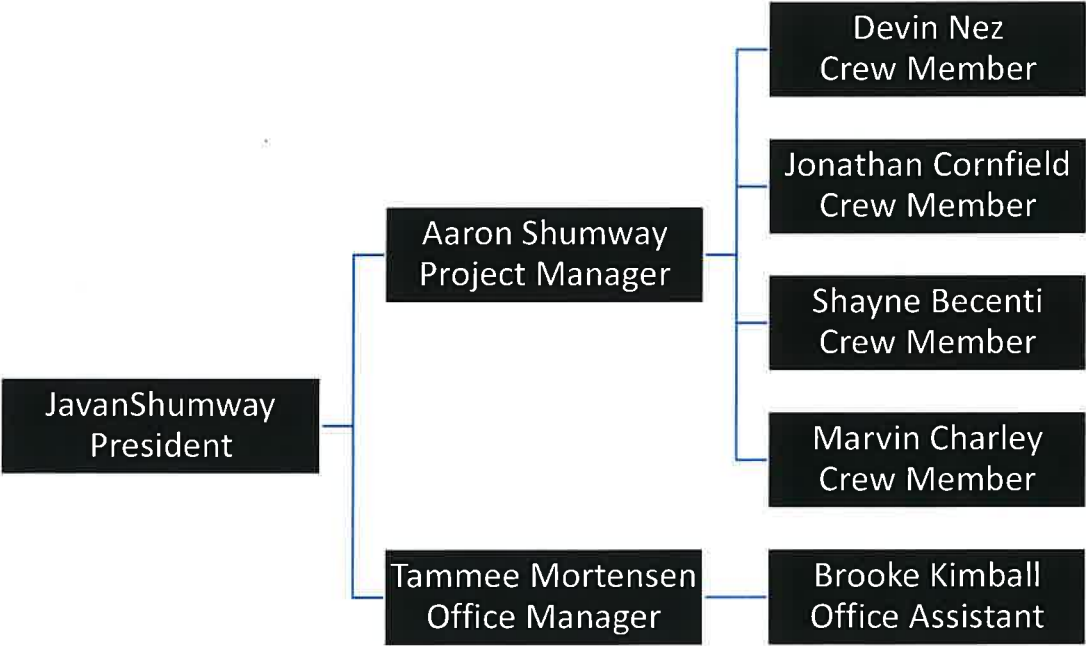 Devin Nez
Crew Member
Jonathan Cornfield
Crew Member
Aaron Shumway
Project Manager
Shayne Becenti
Crew Member
JavanShumway
President
Marvin Charley
Crew Member
Tammee Mortensen
Office Manager
Brooke Kimball
Office Assistant